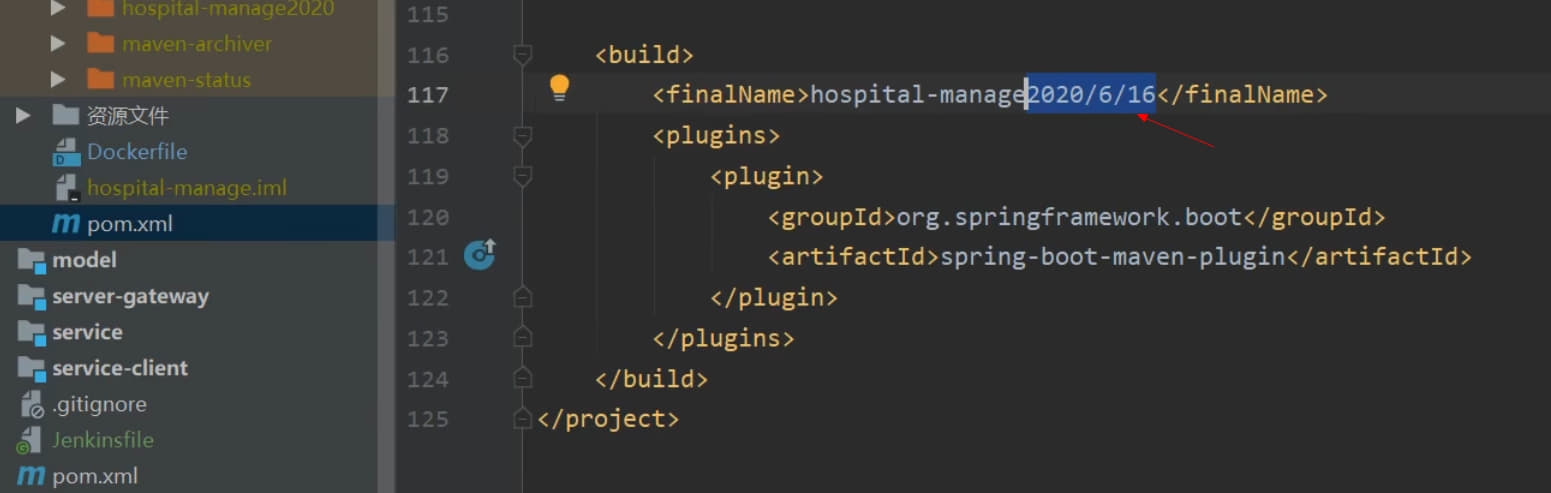 hospital-manage2020
maven-archiver
maven-status
资源文件
Dockerfile
hospital-manage.iml
pom.xml
model
server-gateway
service
service-client
.gitignore
Jenkinsfile
pom.xml
115
116 <build>
117 <finalName>hospital-manage2020/6/16</finalName>
118 <plugins>
119 <plugin>
120 <groupId>org.springframework.boot</groupId>
121 <artifactId>spring-boot-maven-plugin</artifactId>
122 </plugin>
123 </plugins>
124 </build>
125 </project>